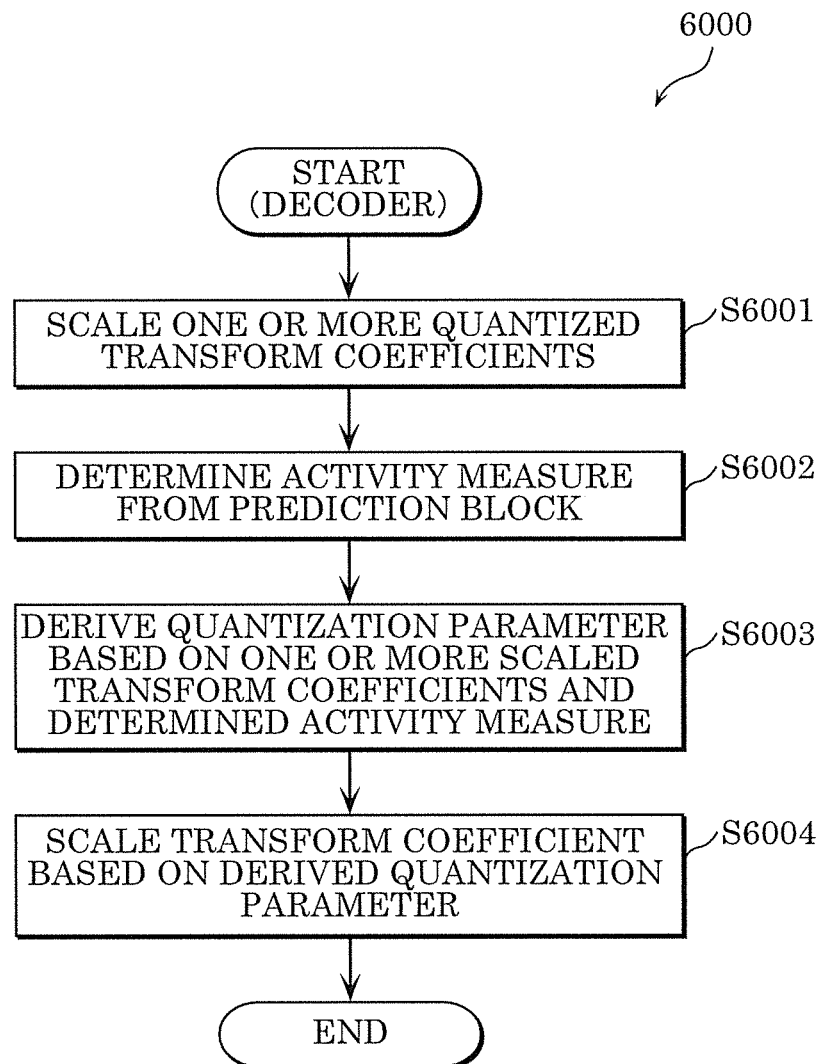 6000
START
(DECODER)
SCALE ONE OR MORE QUANTIZED
TRANSFORM COEFFICIENTS
S6001
DETERMINE ACTIVITY MEASURE
FROM PREDICTION BLOCK
S6002
DERIVE QUANTIZATION PARAMETER
BASED ON ONE OR MORE SCALED
TRANSFORM COEFFICIENTS AND
DETERMINED ACTIVITY MEASURE
S6003
SCALE TRANSFORM COEFFICIENT
BASED ON DERIVED QUANTIZATION
PARAMETER
S6004
END